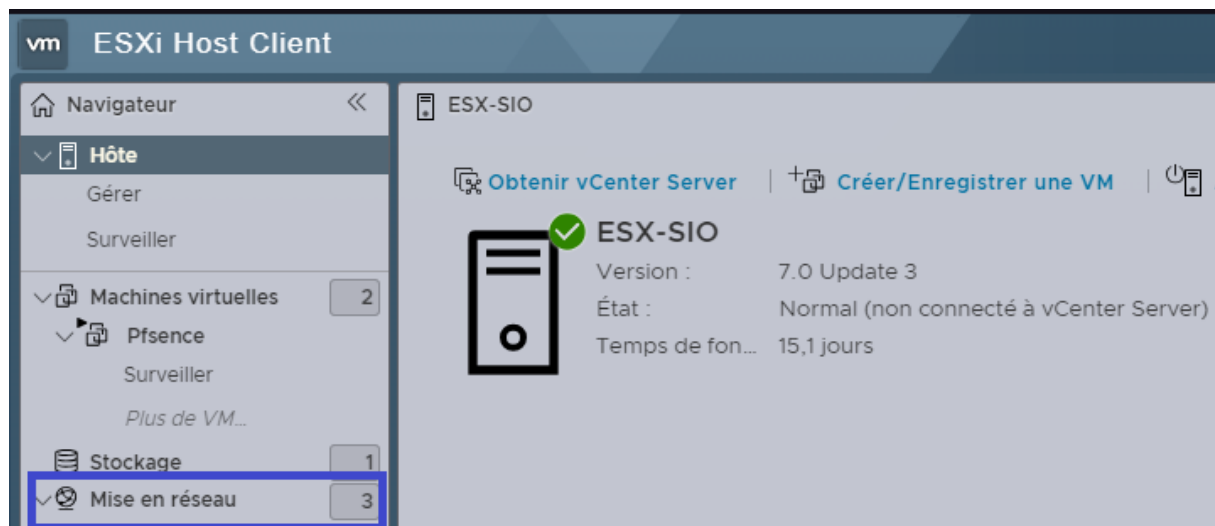 vm ESXi Host Client
Navigateur
ESX-SIO
Hôte
Gérer
Surveiller
Obtenir vCenter Server | Créer/Enregistrer une VM |
ESX-SIO
Version : 7.0 Update 3
État : Normal (non connecté à vCenter Server)
Temps de fon... 15,1 jours
Machines virtuelles 2
Pfsence
Surveiller
Plus de VM...
Stockage 1
Mise en réseau 3